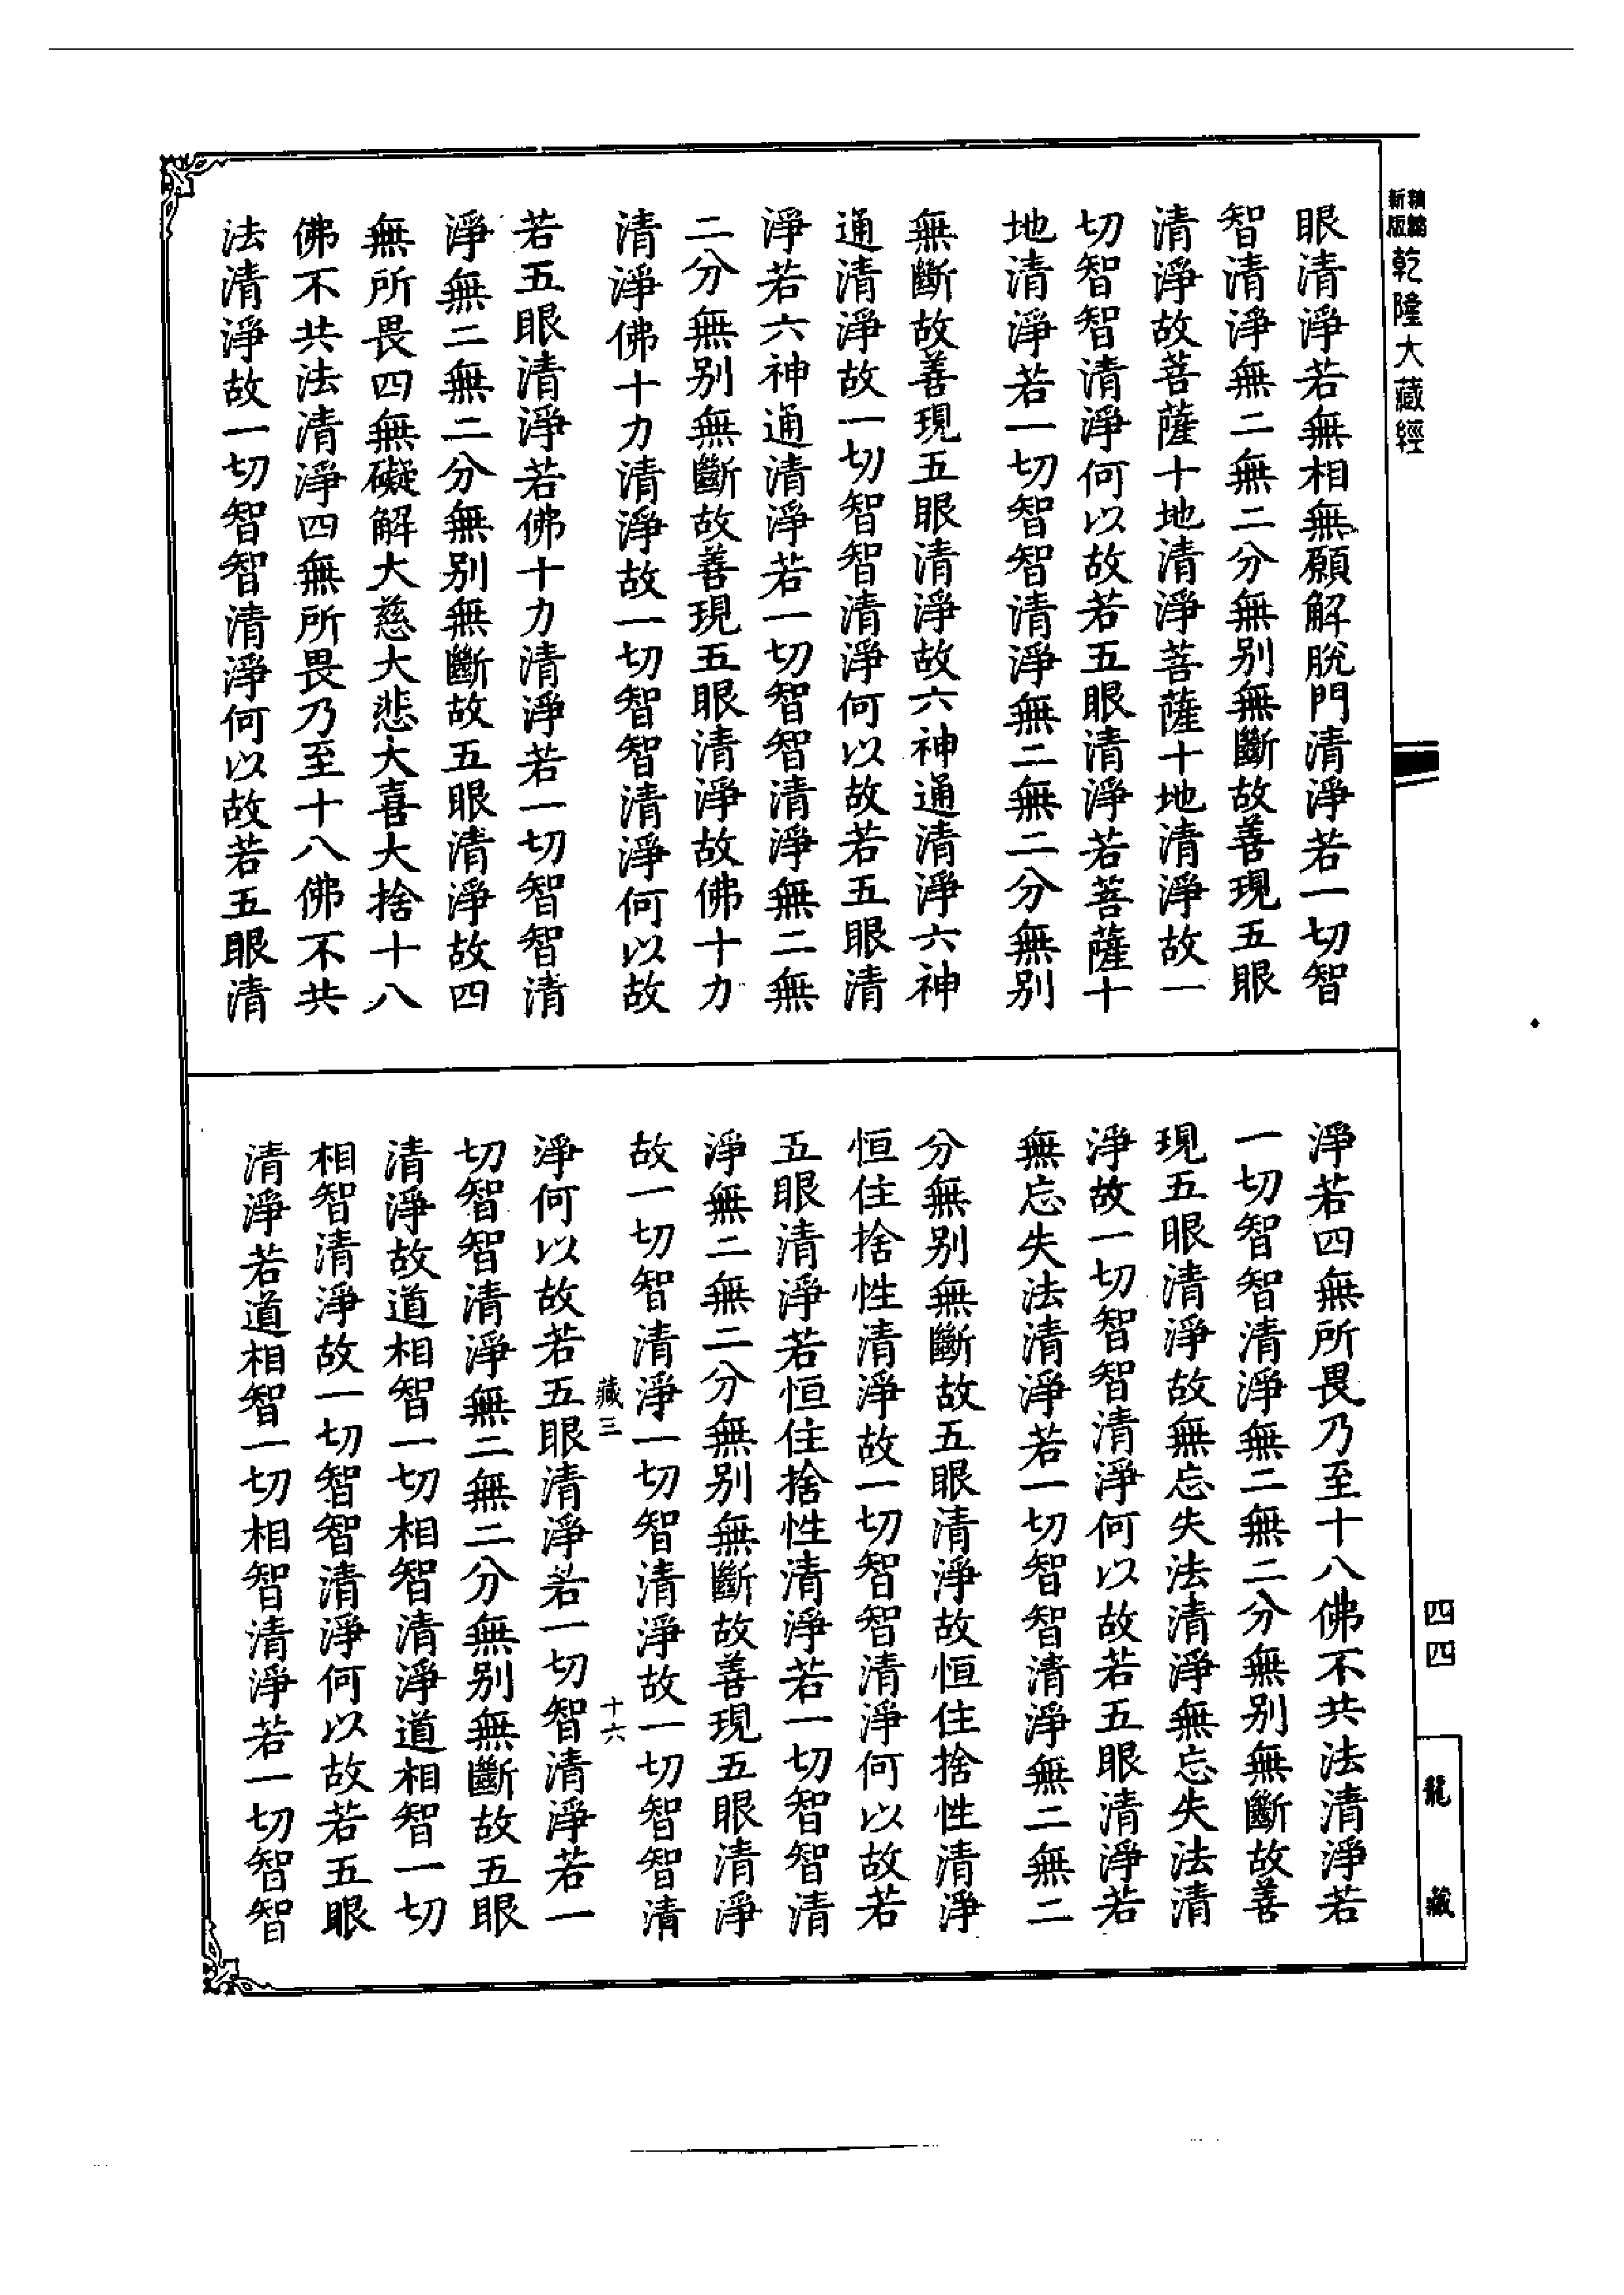 新編縮版乾隆大藏經
眼清淨若無相無願解脫門清淨若一切智
智清淨無二無二分無別無斷故善現五眼
清淨故菩薩十地清淨菩薩十地清淨故一
切智智清淨何以故若五眼清淨若菩薩十
地清淨若一切智智清淨無二無二分無別
無斷故善現五眼清淨故六神通清淨六神
通清淨故一切智智清淨何以故若五眼清
淨若六神通清淨若一切智智清淨無二無
二分無別無斷故善現五眼清淨故佛十力
清淨佛十力清淨故一切智智清淨何以故
若五眼清淨若佛十力清淨若一切智智清
淨無二無二分無別無斷故五眼清淨故四
無所畏四無礙解大慈大悲大喜大捨十八
佛不共法清淨四無所畏乃至十八佛不共
法清淨故一切智智清淨何以故若五眼清
淨若四無所畏乃至十八佛不共法清淨若
一切智智清淨無二無二分無別無斷故善
現五眼清淨故無忘失法清淨無忘失法清
淨故一切智智清淨何以故若五眼清淨若
無忘失法清淨若一切智智清淨無二無二
分無別無斷故五眼清淨故恒住捨性清淨
恒住捨性清淨故一切智智清淨何以故若
五眼清淨若恒住捨性清淨若一切智智清
淨無二無二分無別無斷故善現五眼清淨
故一切智清淨一切智清淨故一切智智清
藏三 十六
淨何以故若五眼清淨若一切智清淨若一
切智智清淨無二無二分無別無斷故五眼
清淨故道相智一切相智清淨道相智一切
相智清淨故一切智智清淨何以故若五眼
清淨若道相智一切相智清淨若一切智智
四四
龍藏